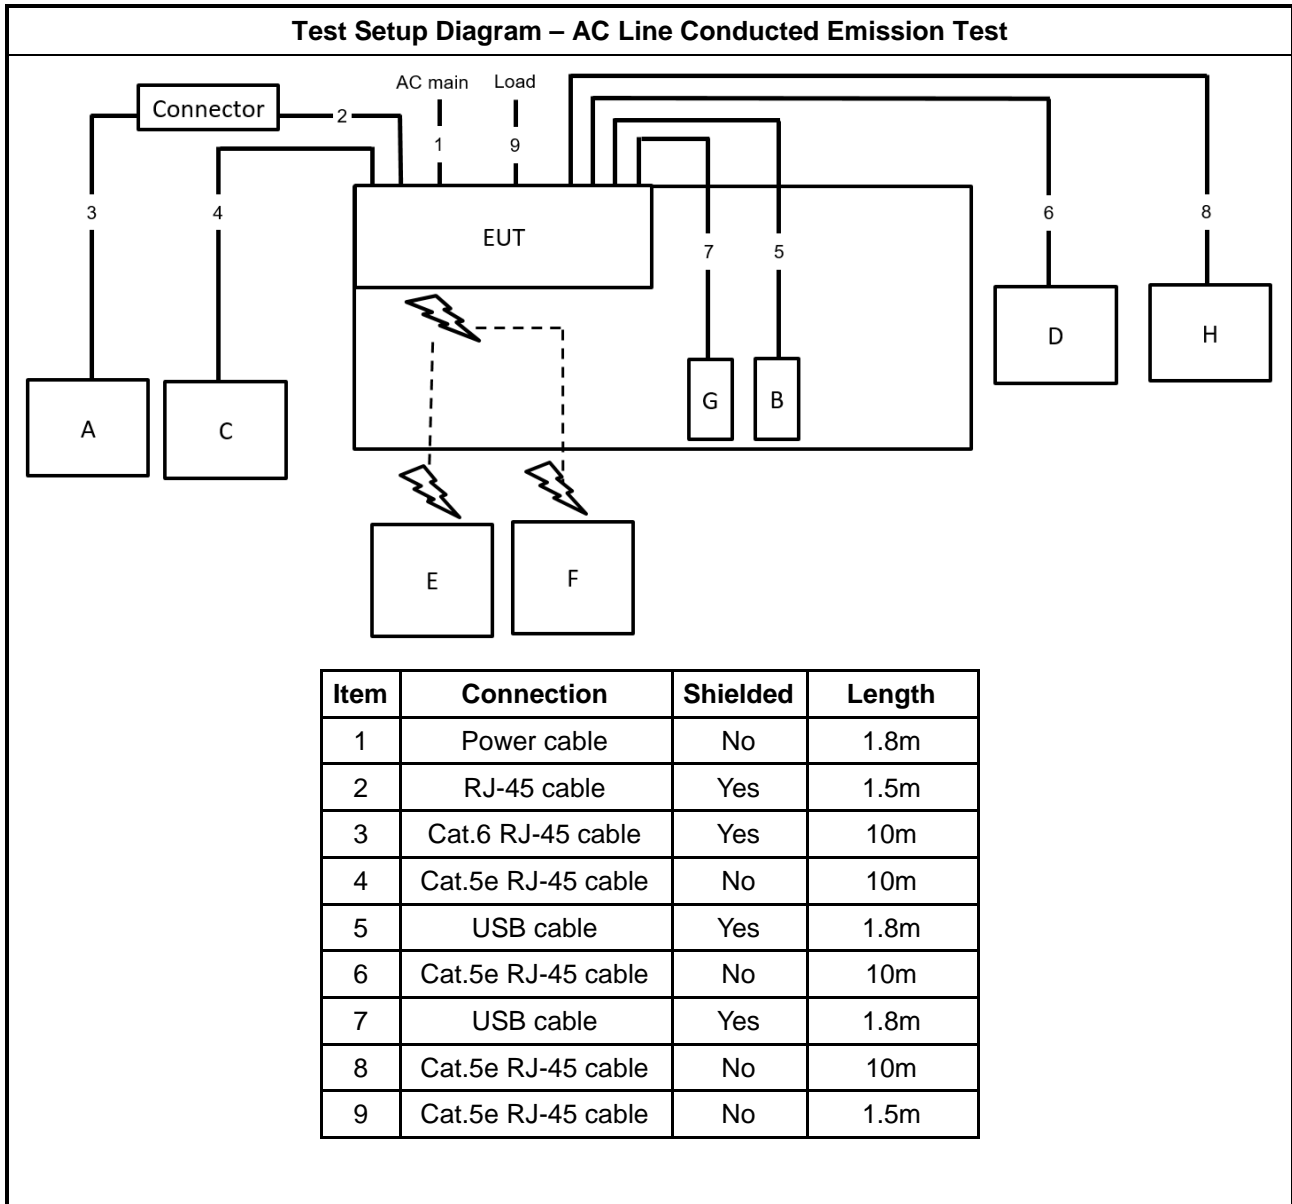 Test Setup Diagram – AC Line Conducted Emission Test
AC main Load
Connector
2
1
9
3
4
6
8
EUT
7
5
D
H
G
B
A
C
E
F
Item Connection Shielded Length
1 Power cable No 1.8m
2 RJ-45 cable Yes 1.5m
3 Cat.6 RJ-45 cable Yes 10m
4 Cat.5e RJ-45 cable No 10m
5 USB cable Yes 1.8m
6 Cat.5e RJ-45 cable No 10m
7 USB cable Yes 1.8m
8 Cat.5e RJ-45 cable No 10m
9 Cat.5e RJ-45 cable No 1.5m